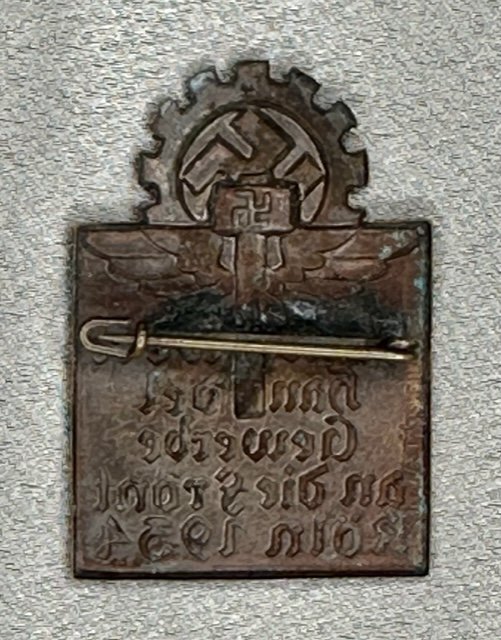 Handel
Gewerbe
an die Front
Köln 1934